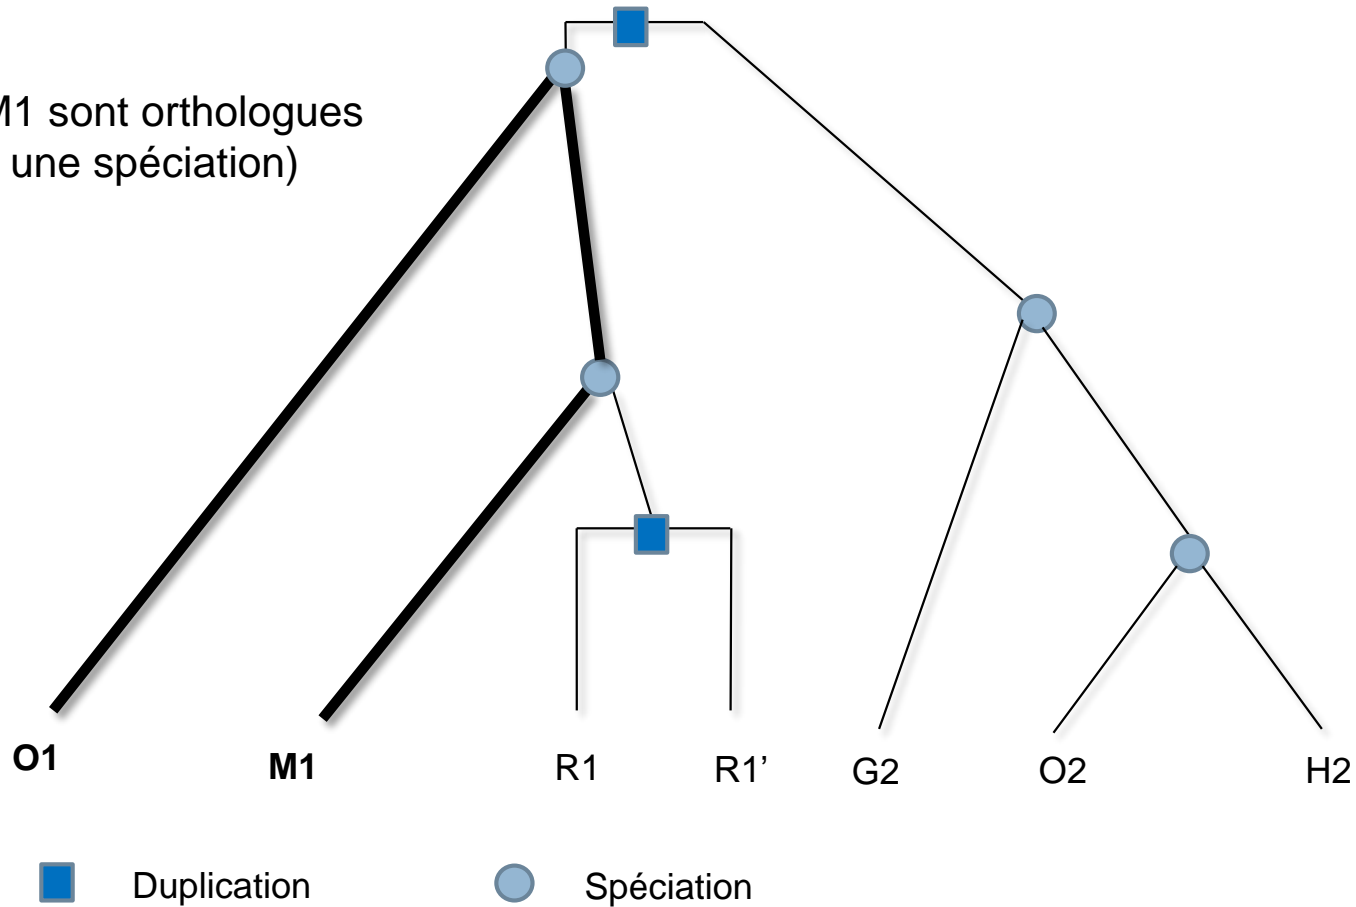 M1 sont orthologues
une spéciation)
O1
M1
R1
R1’
G2
O2
H2
Duplication
Spéciation